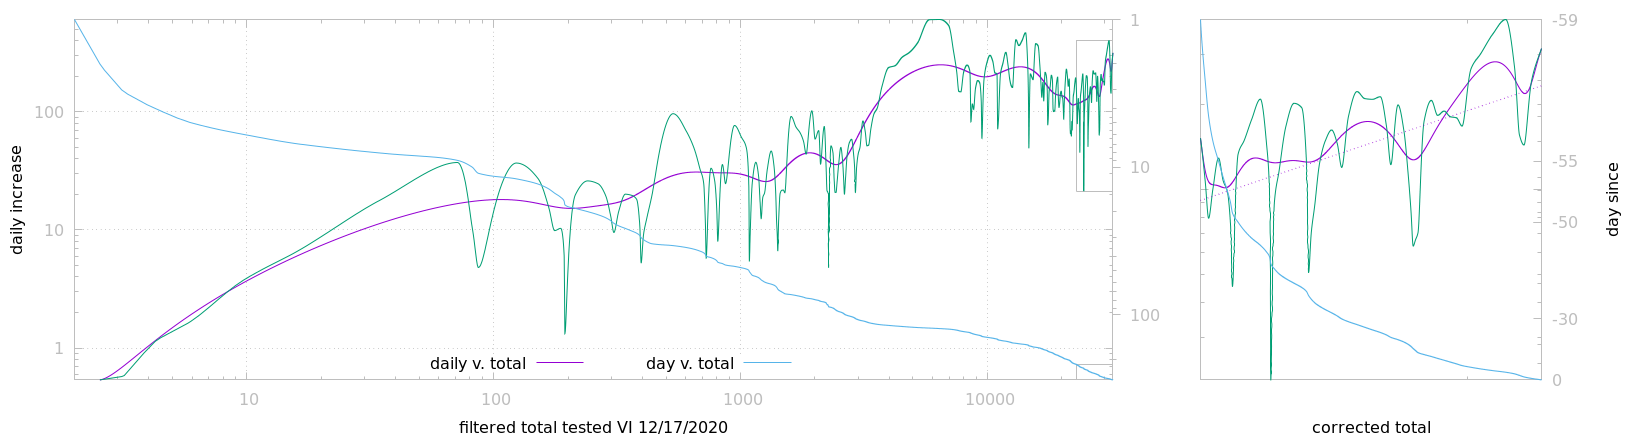 daily increase
100
10
1
daily v. total
day v. total
10
100
1000
10000
filtered total tested VI 12/17/2020
1
10
100
-59
-55
-50
-30
0
day since
corrected total